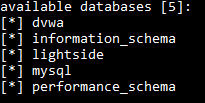 available databases [5]:
[*] dvwa
[*] information_schema
[*] lightside
[*] mysql
[*] performance_schema